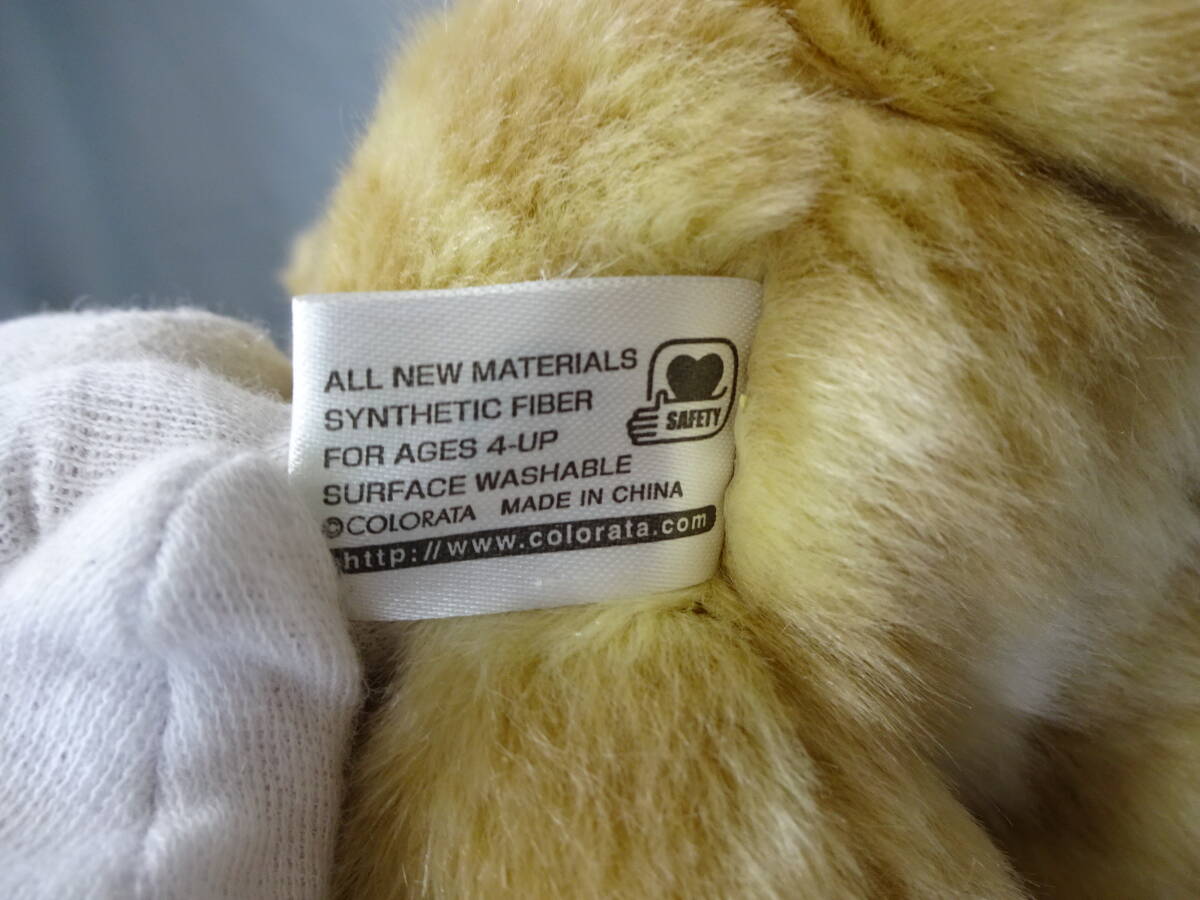 ALL NEW MATERIALS
SYNTHETIC FIBER
FOR AGES 4-UP
SURFACE WASHABLE
©COLORATA MADE IN CHINA
http://www.colorata.com
SAFETY